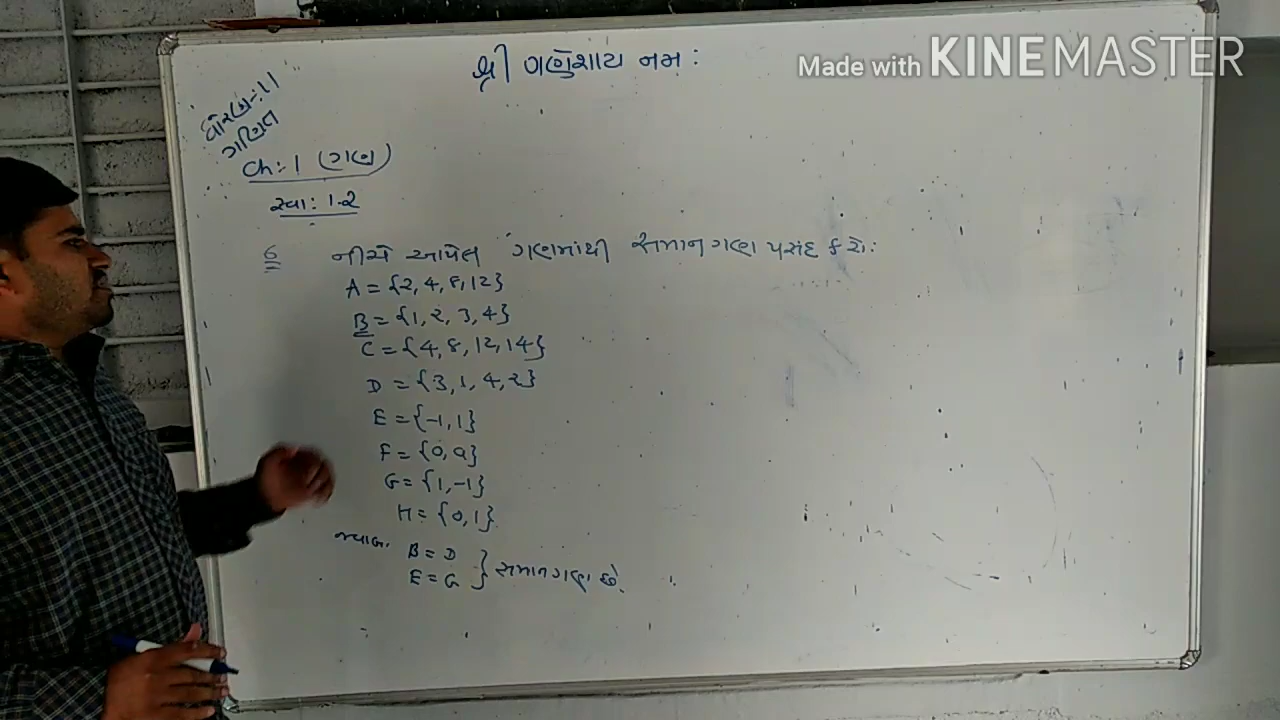 શ્રી ગણેશાય નમ:
Made with KINEMASTER
ધોરણ-:11
ગણિત
Ch:-1 (ગણ)
સ્વા: 1.2
6 નીચે આપેલ ગણમાંથી સમાન ગણ પસંદ કરો:
A = {2, 4, 8, 12}
B = {1, 2, 3, 4}
C = {4, 8, 12, 14}
D = {3, 1, 4, 2}
E = {-1, 1}
F = {0, a}
G = {1, -1}
H = {0, 1}
જવાબ. B = D
E = G } સમાન ગણ છે.